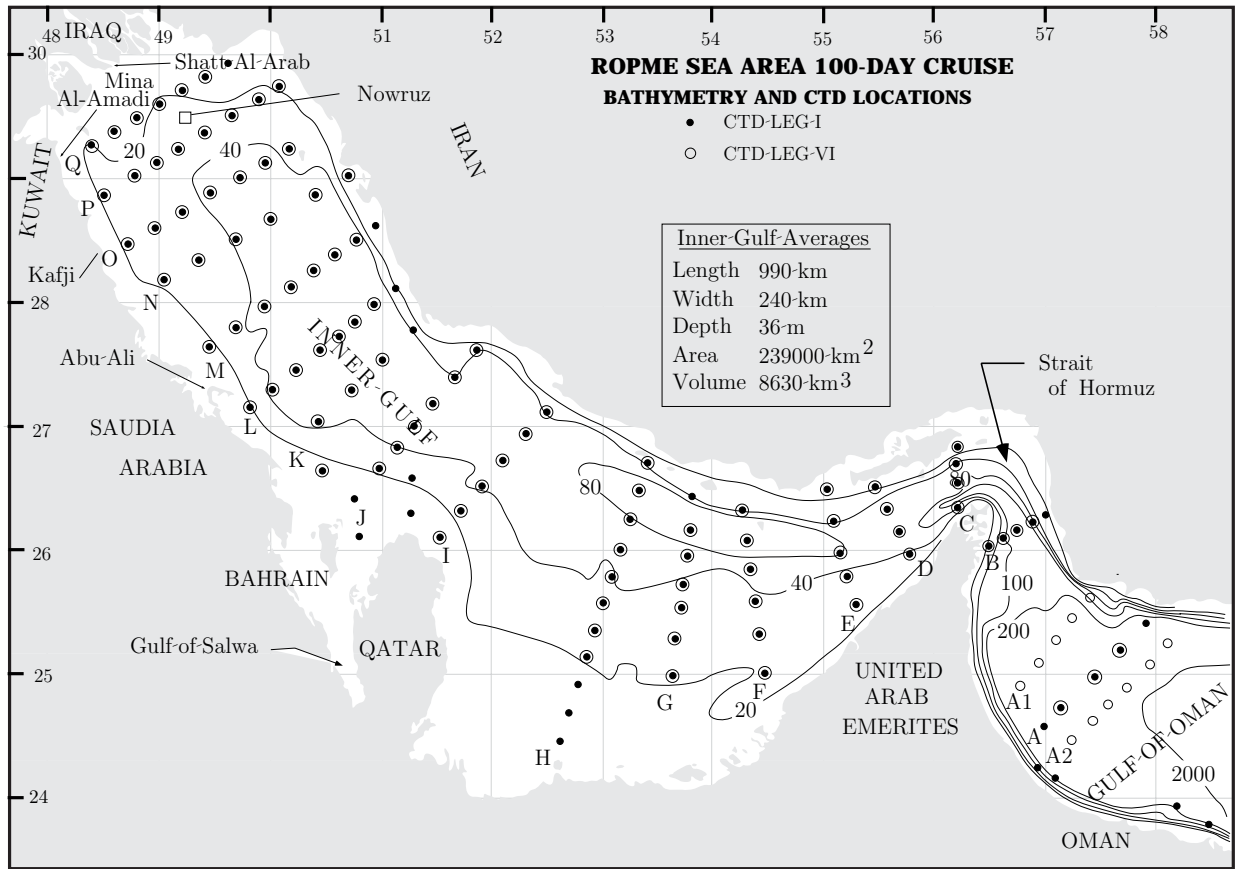 48
49
51
52
53
54
55
56
57
58
30
28
27
26
25
24
IRAQ
Shatt-Al-Arab
Mina
Al-Amadi
Nowruz
ROPME SEA AREA 100-DAY CRUISE
BATHYMETRY AND CTD LOCATIONS
CTD-LEG-I
CTD-LEG-VI
IRAN
KUWAIT
20
40
Q
P
O
N
Kafji
Inner-Gulf-Averages
Length 990-km
Width 240-km
Depth 36-m
Area 239000-km2
Volume 8630-km3
INNER-GULF
Abu-Ali
M
L
K
J
I
Strait
of Hormuz
SAUDIA
ARABIA
80
80
C
B
D
E
40
100
200
BAHRAIN
Gulf-of-Salwa
QATAR
UNITED
ARAB
EMERITES
G
F
20
H
A1
A
A2
GULF-OF-OMAN
2000
OMAN